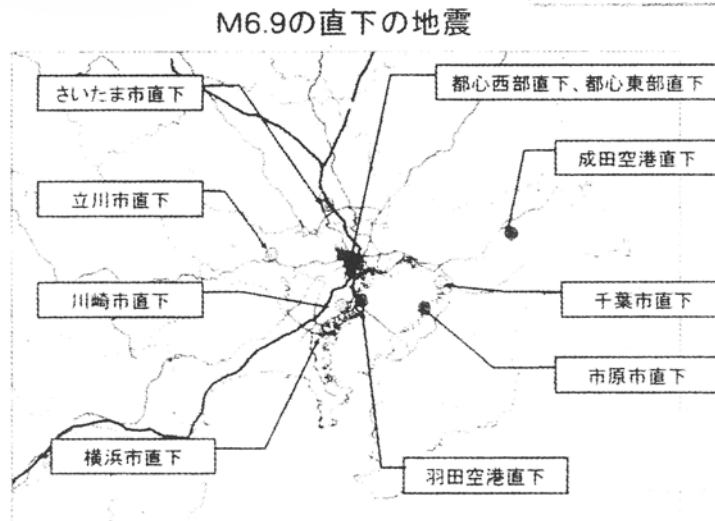 M6.9の直下の地震
さいたま市直下
都心西部直下、都心東部直下
成田空港直下
立川市直下
川崎市直下
千葉市直下
市原市直下
横浜市直下
羽田空港直下